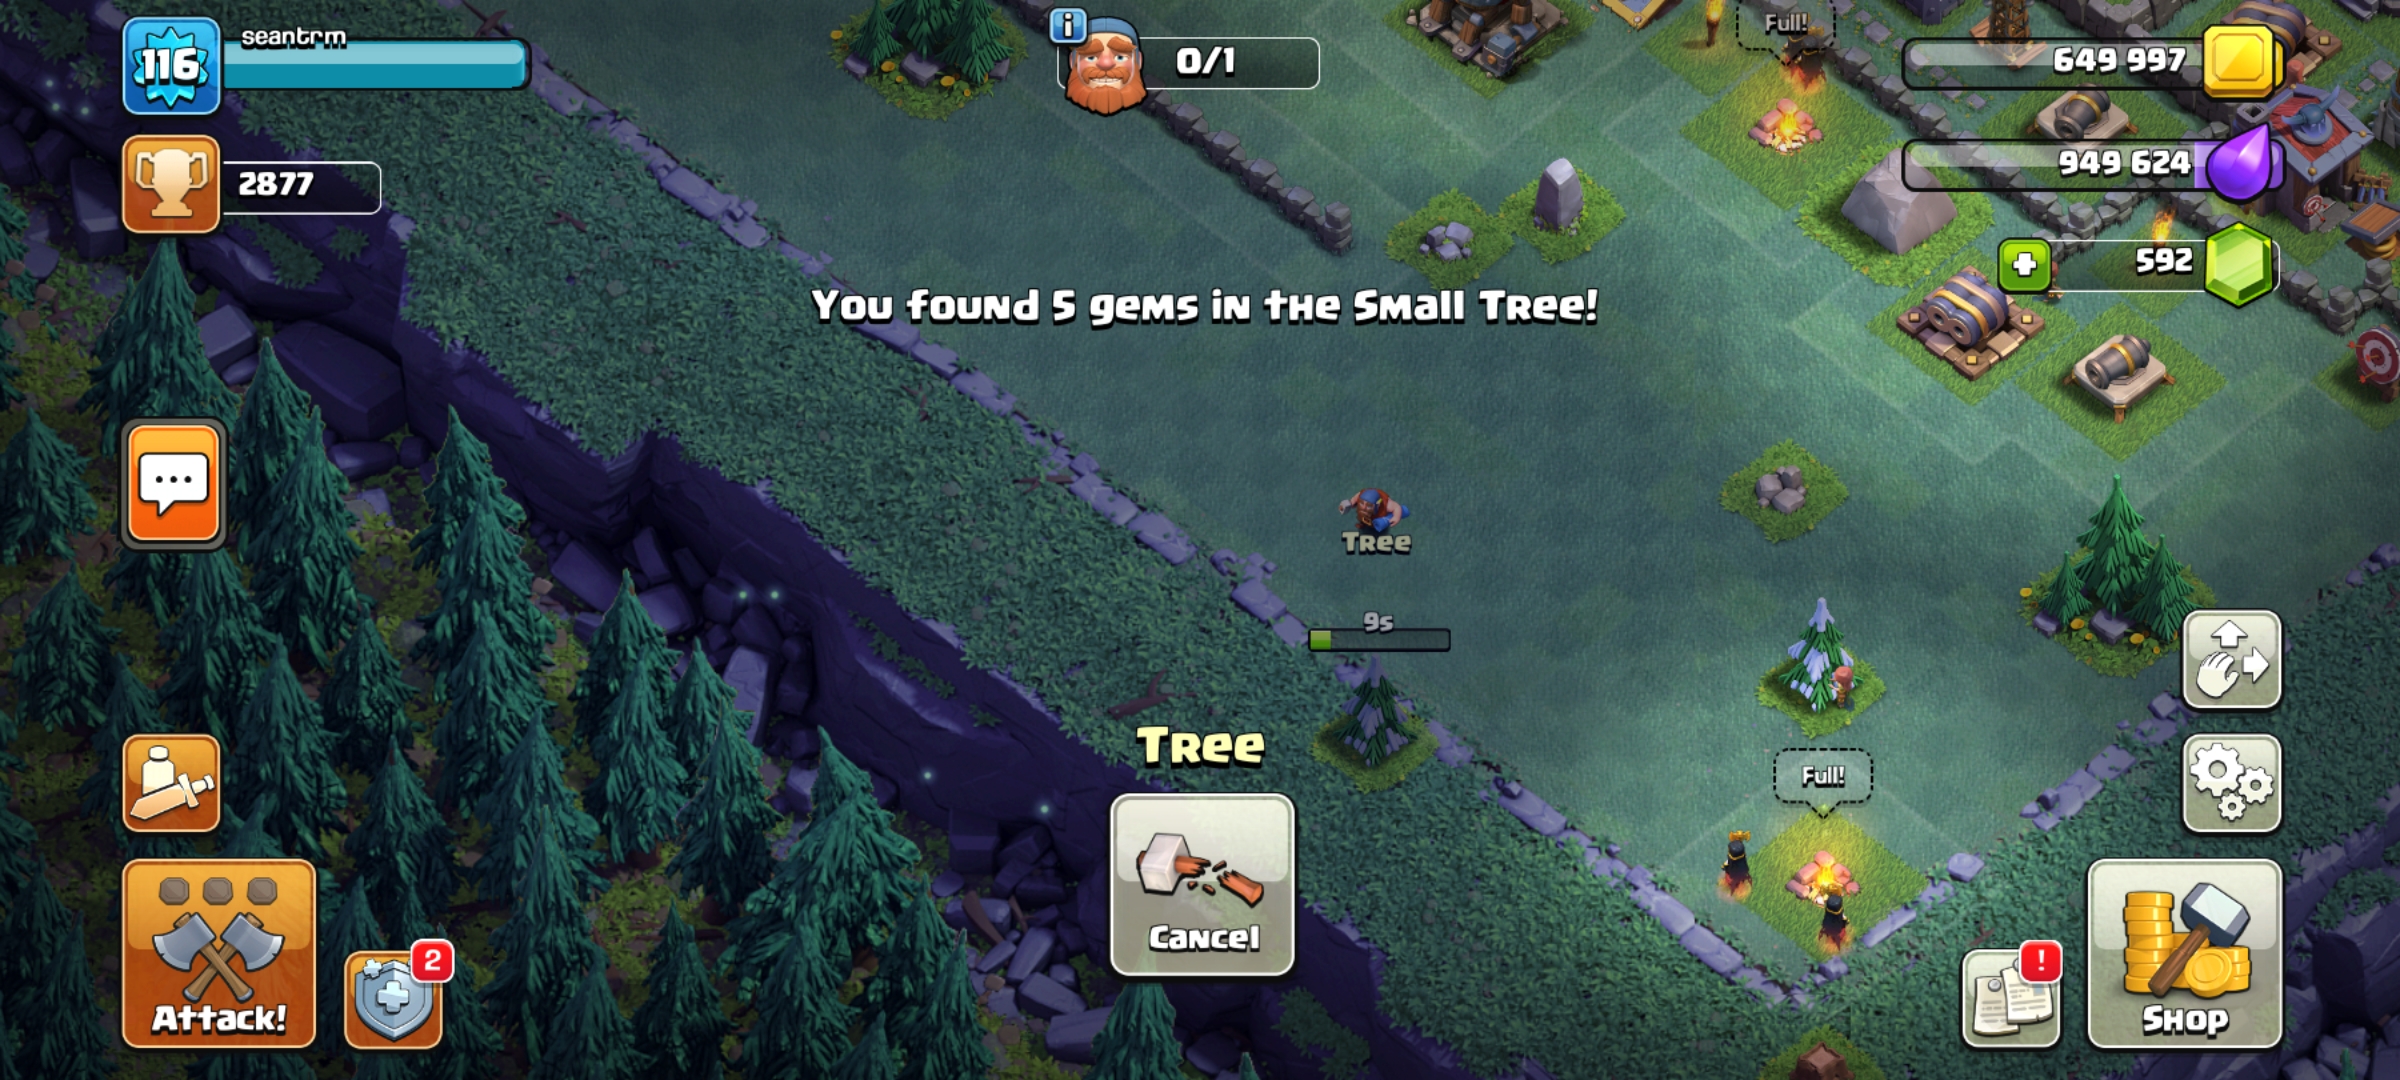 116
seantrm
i
0/1
Full!
649 997
2877
949 624
592
You found 5 gems in the Small Tree!
Tree
9s
Tree
Full!
Cancel
Attack!
2
!
Shop